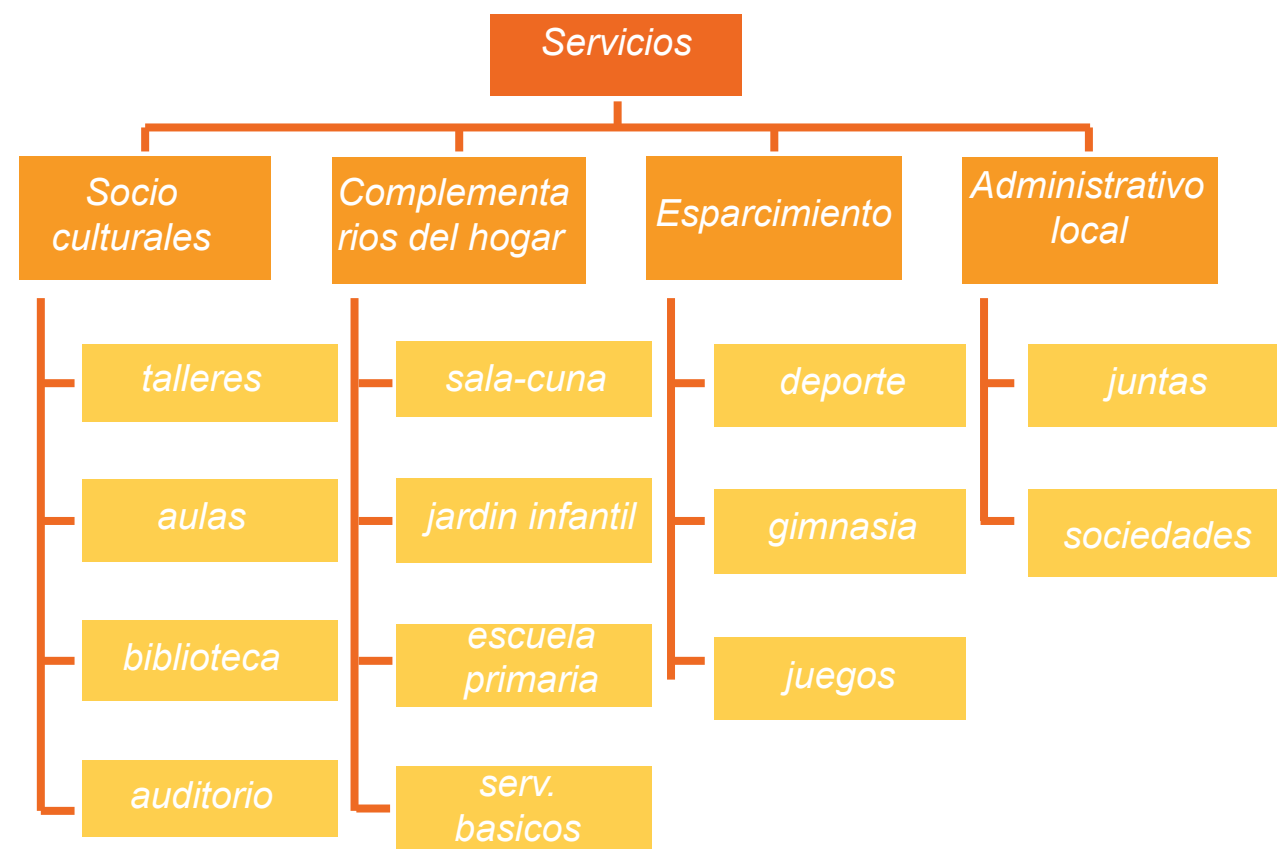 Servicios
Socio
culturales
Complementa
rios del hogar
Esparcimiento
Administrativo
local
talleres
aulas
biblioteca
auditorio
sala-cuna
jardin infantil
escuela
primaria
serv.
basicos
deporte
gimnasia
juegos
juntas
sociedades